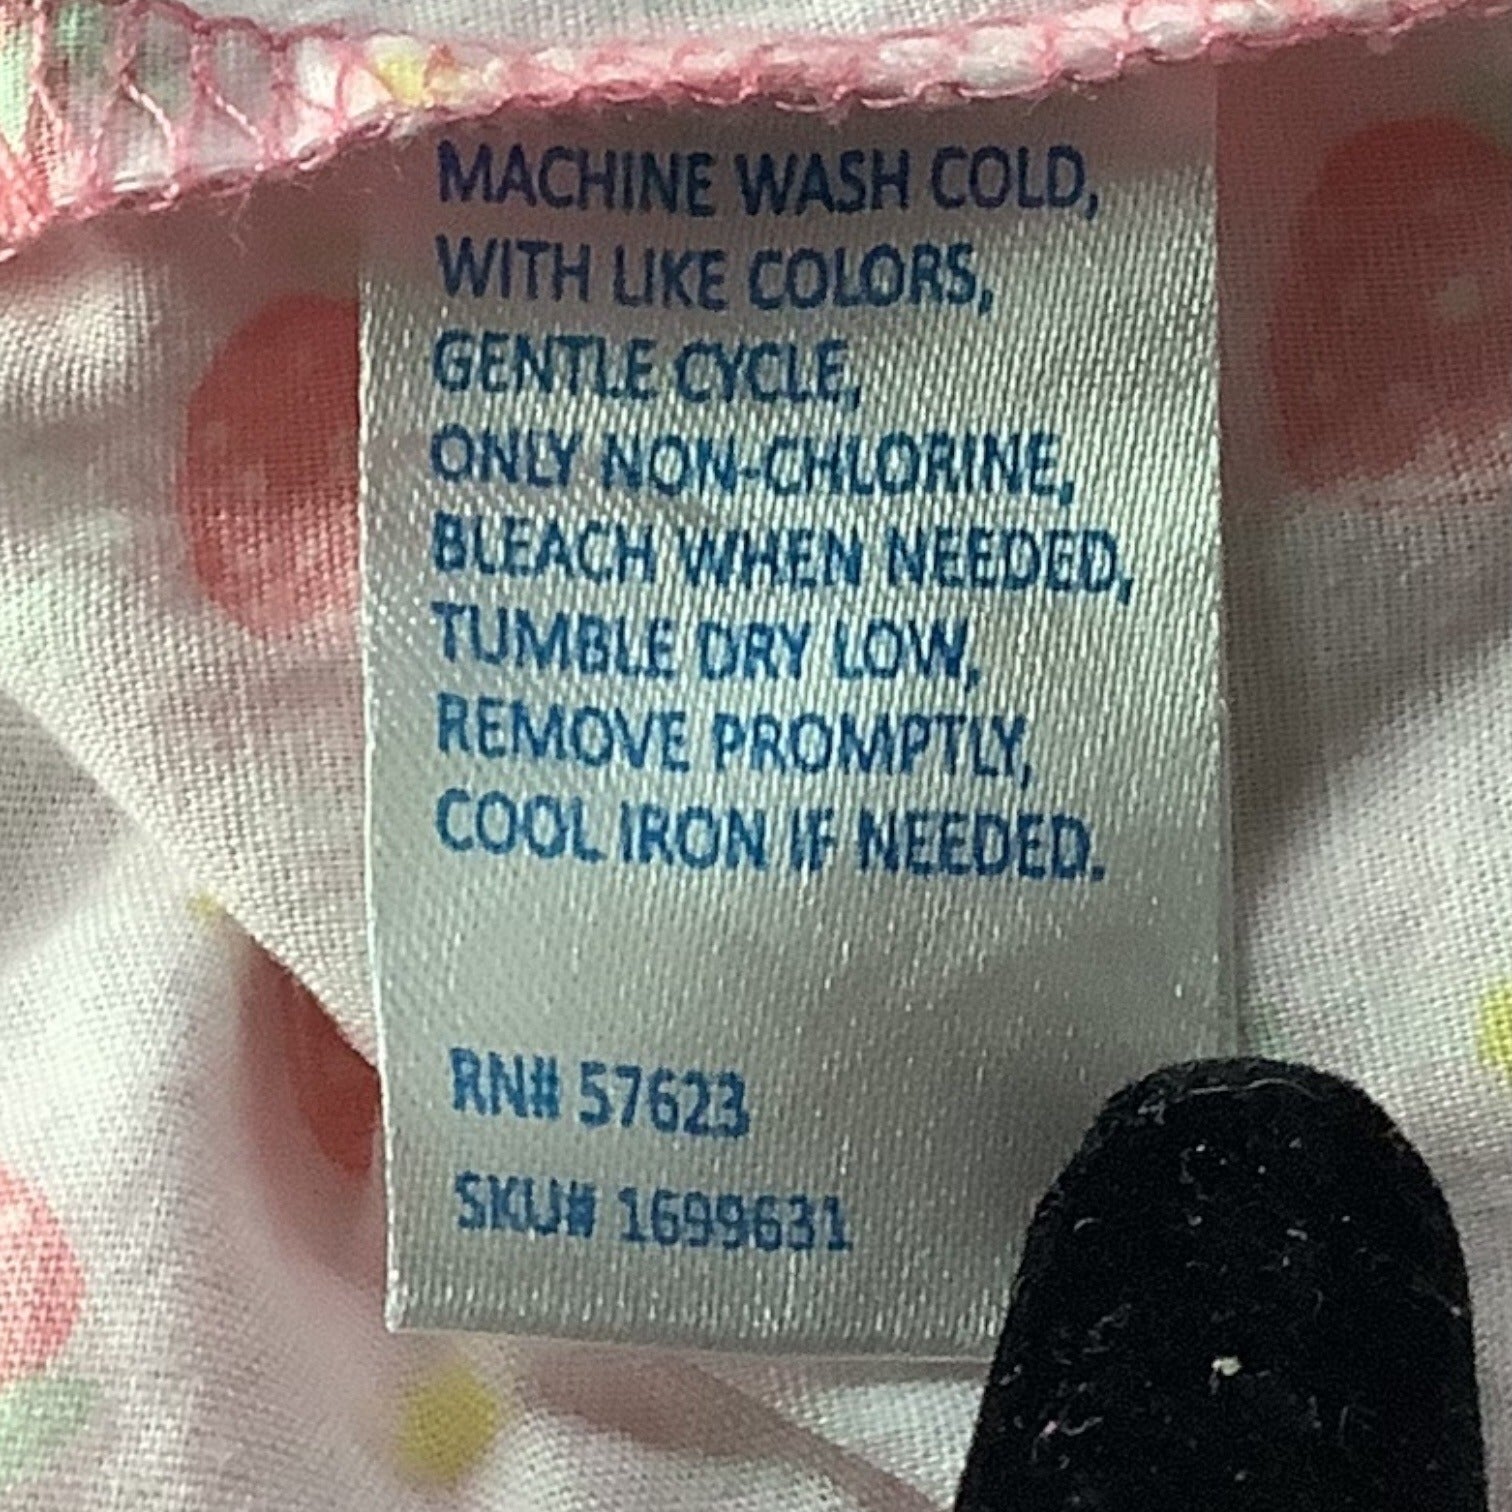 MACHINE WASH COLD,
WITH LIKE COLORS,
GENTLE CYCLE,
ONLY NON-CHLORINE,
BLEACH WHEN NEEDED,
TUMBLE DRY LOW,
REMOVE PROMPTLY,
COOL IRON IF NEEDED.
RN# 57623
SKU# 1699631